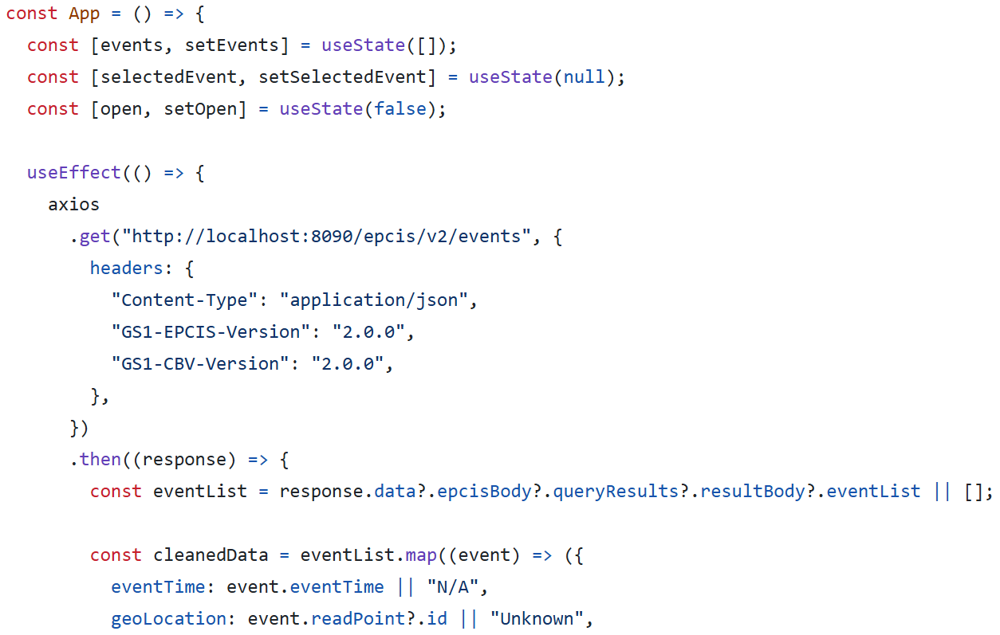 const App = () => {
  const [events, setEvents] = useState([]);
  const [selectedEvent, setSelectedEvent] = useState(null);
  const [open, setOpen] = useState(false);

  useEffect(() => {
    axios
      .get("http://localhost:8090/epcis/v2/events", {
        headers: {
          "Content-Type": "application/json",
          "GS1-EPCIS-Version": "2.0.0",
          "GS1-CBV-Version": "2.0.0",
        },
      })
      .then((response) => {
        const eventList = response.data?.epcisBody?.queryResults?.resultBody?.eventList || [];

        const cleanedData = eventList.map((event) => ({
          eventTime: event.eventTime || "N/A",
          geoLocation: event.readPoint?.id || "Unknown",